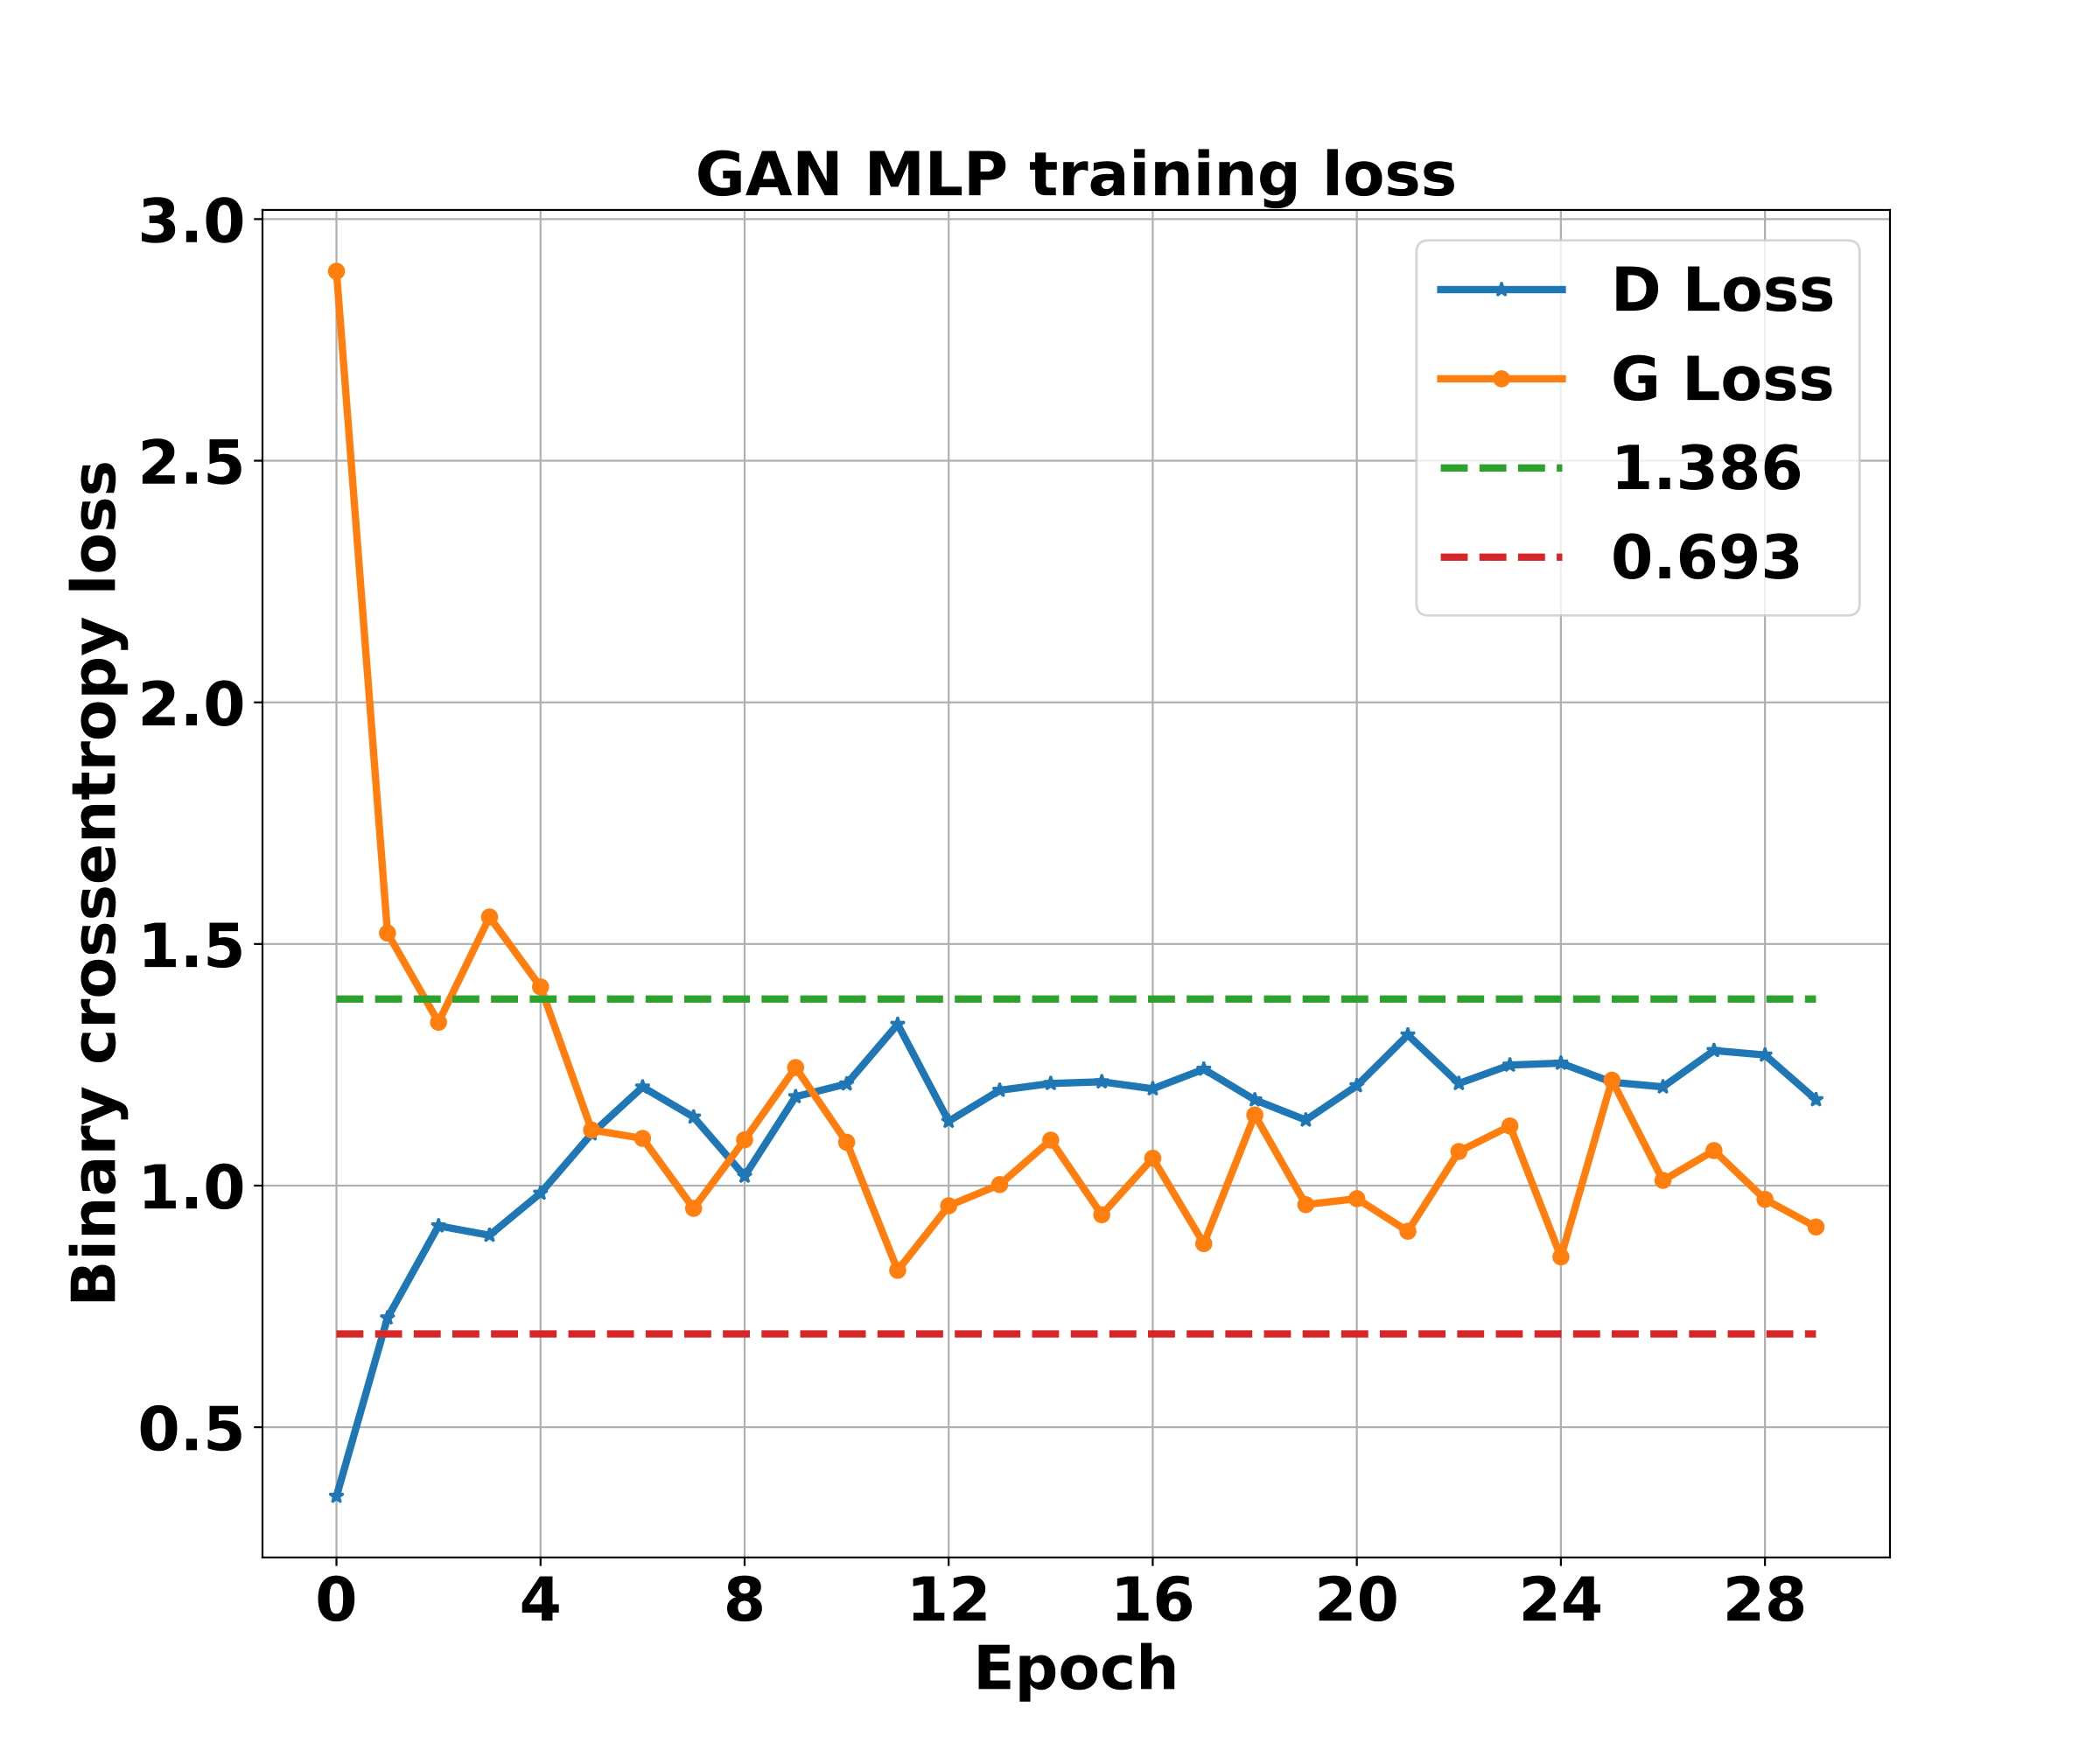 GAN MLP training loss
3.0
2.5
2.0
1.5
1.0
0.5
Binary crossentropy loss
D Loss
G Loss
1.386
0.693
0 4 8 12 16 20 24 28
Epoch